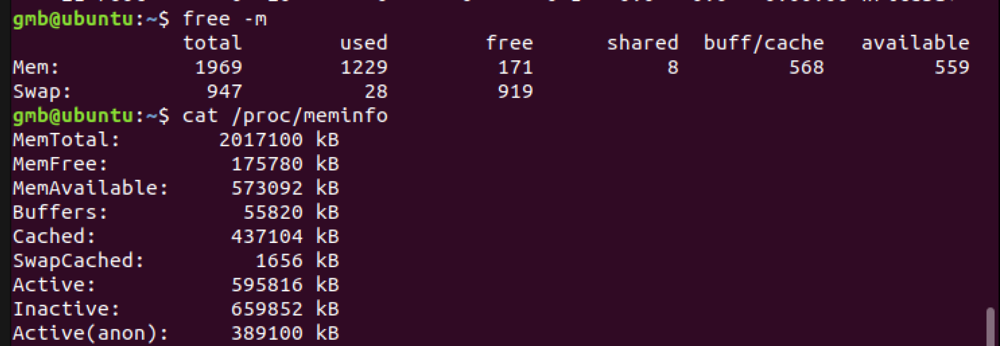 gmb@ubuntu:~$ free -m
total used free shared buff/cache available
Mem: 1969 1229 171 8 568 559
Swap: 947 28 919
gmb@ubuntu:~$ cat /proc/meminfo
MemTotal: 2017100 kB
MemFree: 175780 kB
MemAvailable: 573092 kB
Buffers: 55820 kB
Cached: 437104 kB
SwapCached: 1656 kB
Active: 595816 kB
Inactive: 659852 kB
Active(anon): 389100 kB